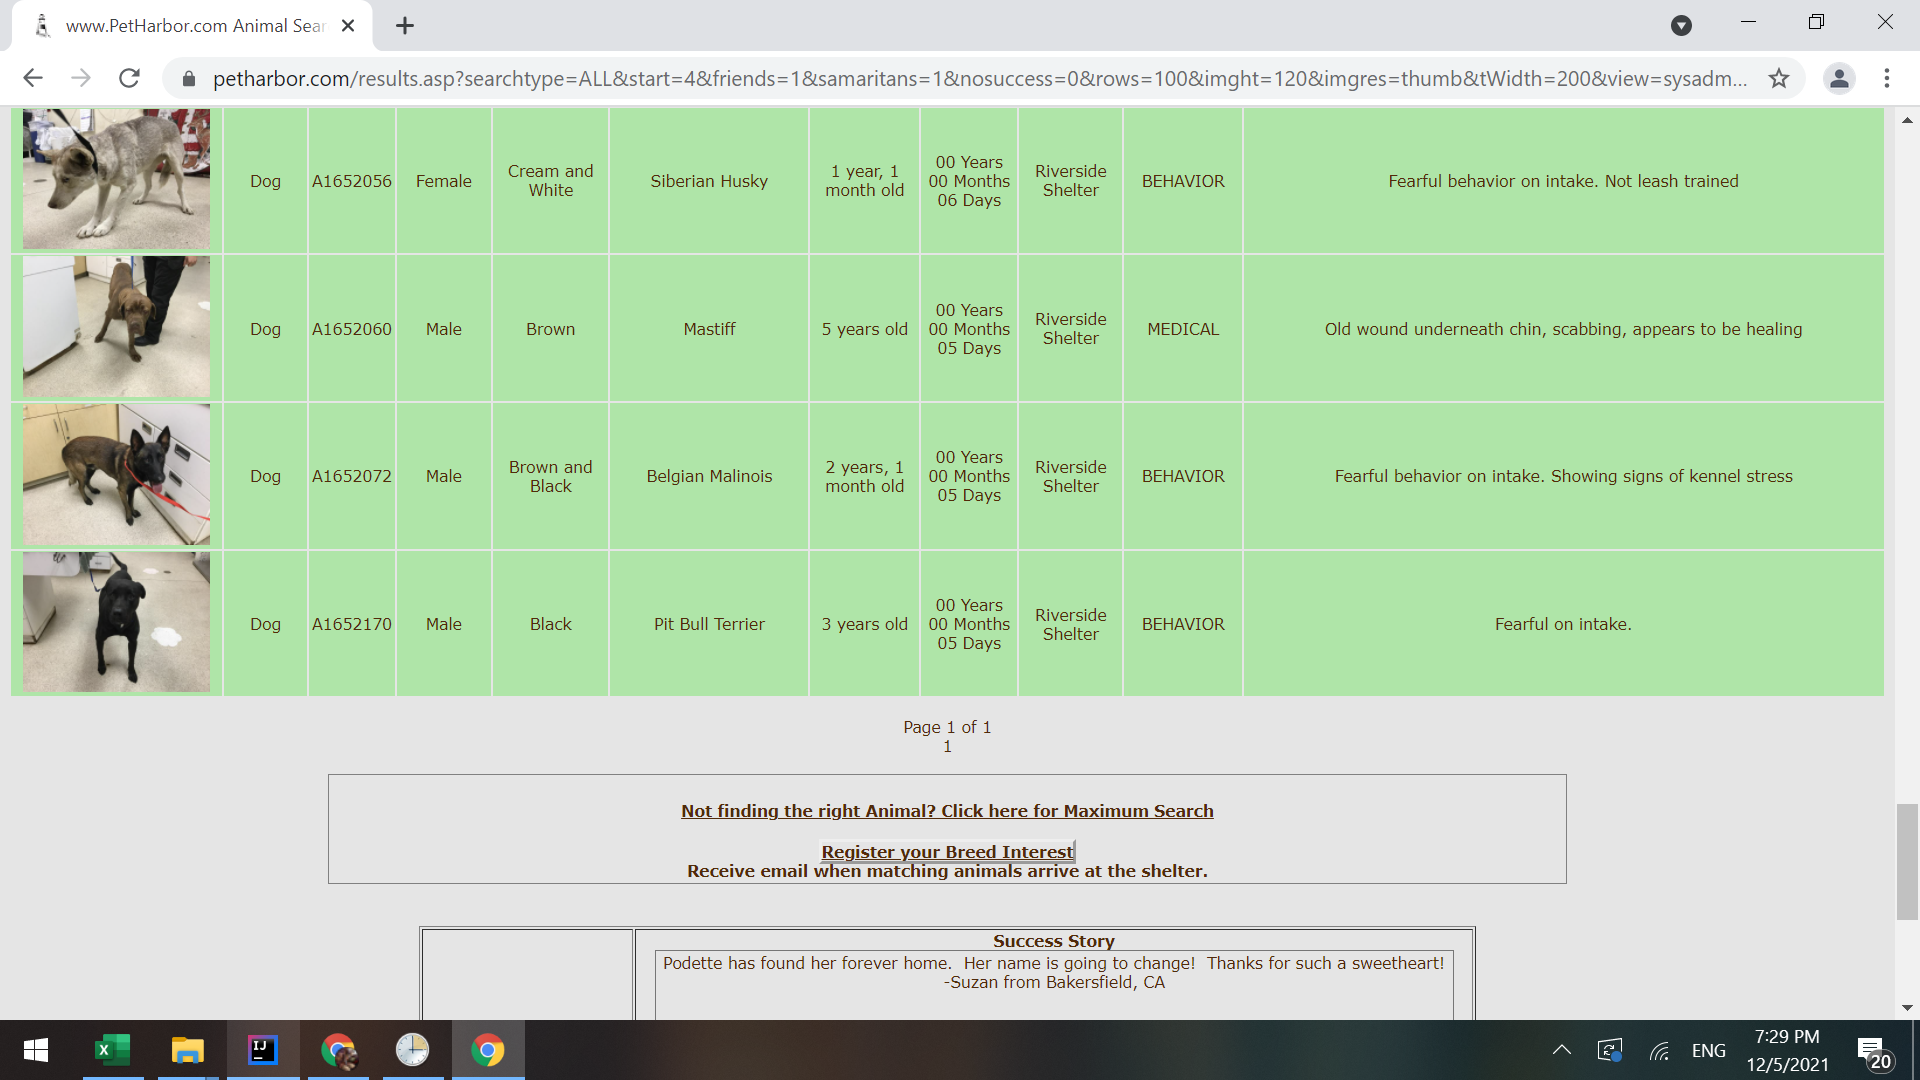 www.PetHarbor.com Animal Sear
petharbor.com/results.asp?searchtype=ALL&start=4&friends=1&samaritans=1&nosuccess=0&rows=100&imght=120&imgres=thumb&tWidth=200&view=sysadm...
Dog A1652056 Female Cream and White Siberian Husky 1 year, 1 month old 00 Years 00 Months 06 Days Riverside Shelter BEHAVIOR Fearful behavior on intake. Not leash trained
Dog A1652060 Male Brown Mastiff 5 years old 00 Years 00 Months 05 Days Riverside Shelter MEDICAL Old wound underneath chin, scabbing, appears to be healing
Dog A1652072 Male Brown and Black Belgian Malinois 2 years, 1 month old 00 Years 00 Months 05 Days Riverside Shelter BEHAVIOR Fearful behavior on intake. Showing signs of kennel stress
Dog A1652170 Male Black Pit Bull Terrier 3 years old 00 Years 00 Months 05 Days Riverside Shelter BEHAVIOR Fearful on intake.
Page 1 of 1
1
Not finding the right Animal? Click here for Maximum Search
Register your Breed Interest
Receive email when matching animals arrive at the shelter.
Success Story
Podette has found her forever home. Her name is going to change! Thanks for such a sweetheart!
-Suzan from Bakersfield, CA
X
IJ
ENG
7:29 PM
12/5/2021
20